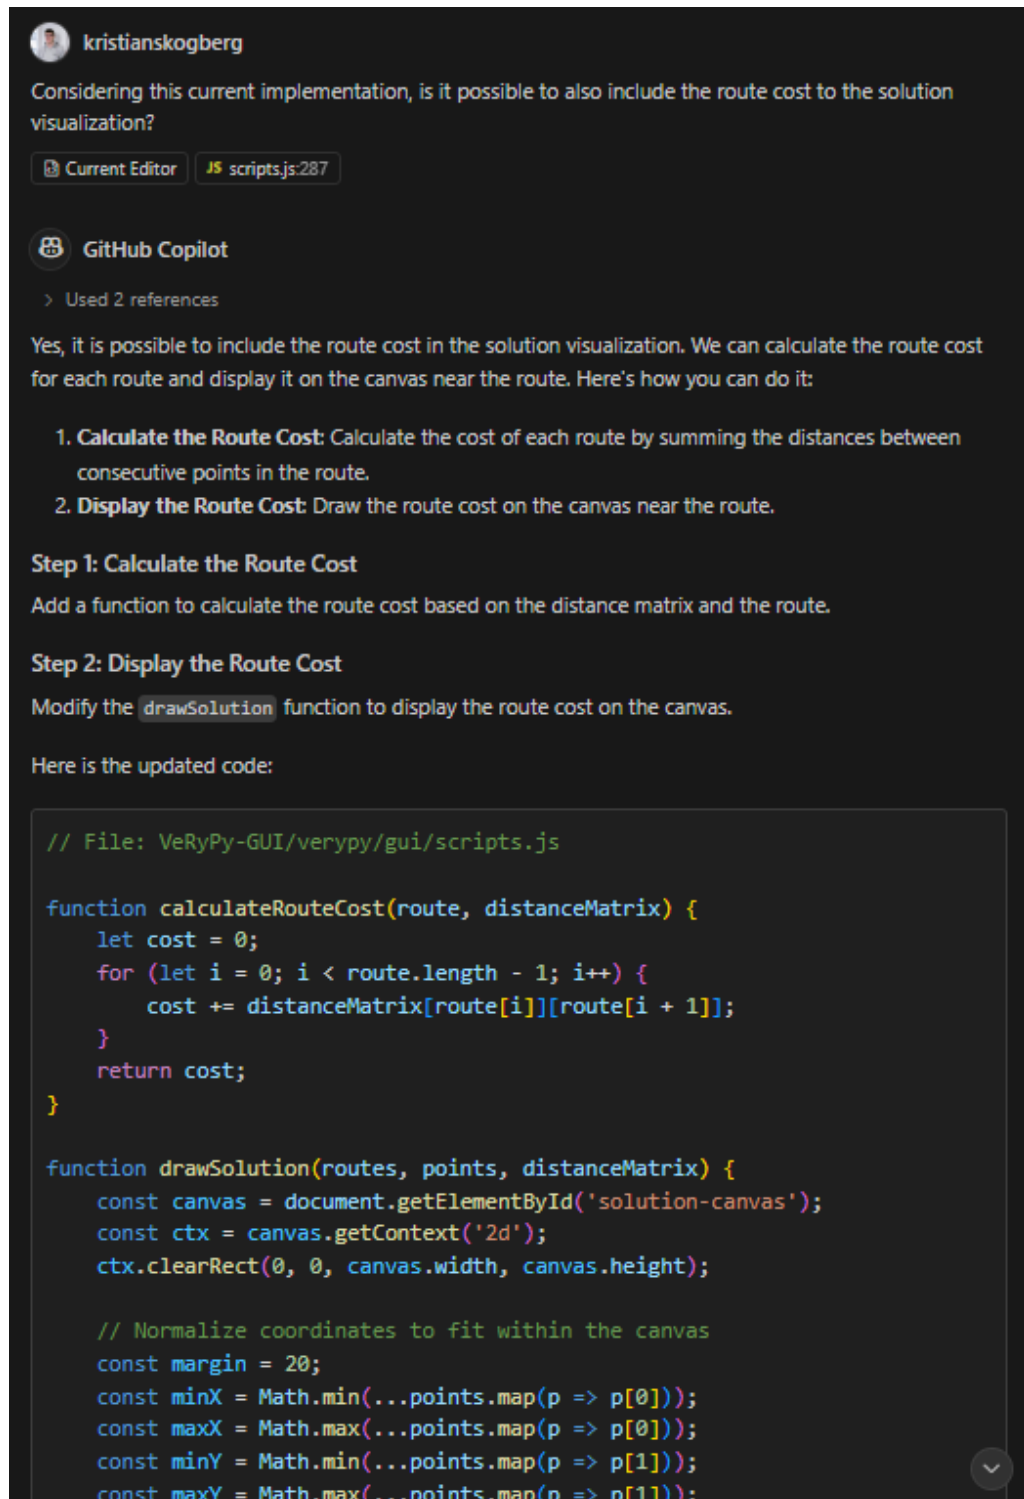 kristianskogberg
Considering this current implementation, is it possible to also include the route cost to the solution
visualization?
Current Editor JS scripts.js:287
GitHub Copilot
> Used 2 references
Yes, it is possible to include the route cost in the solution visualization. We can calculate the route cost
for each route and display it on the canvas near the route. Here's how you can do it:
1. Calculate the Route Cost: Calculate the cost of each route by summing the distances between
consecutive points in the route.
2. Display the Route Cost: Draw the route cost on the canvas near the route.
Step 1: Calculate the Route Cost
Add a function to calculate the route cost based on the distance matrix and the route.
Step 2: Display the Route Cost
Modify the drawSolution function to display the route cost on the canvas.
Here is the updated code:
// File: VeRyPy-GUI/verypy/gui/scripts.js
function calculateRouteCost(route, distanceMatrix) {
    let cost = 0;
    for (let i = 0; i < route.length - 1; i++) {
        cost += distanceMatrix[route[i]][route[i + 1]];
    }
    return cost;
}
function drawSolution(routes, points, distanceMatrix) {
    const canvas = document.getElementById('solution-canvas');
    const ctx = canvas.getContext('2d');
    ctx.clearRect(0, 0, canvas.width, canvas.height);
    // Normalize coordinates to fit within the canvas
    const margin = 20;
    const minX = Math.min(...points.map(p => p[0]));
    const maxX = Math.max(...points.map(p => p[0]));
    const minY = Math.min(...points.map(p => p[1]));
    const maxY = Math.max(...points.map(p => p[1]));